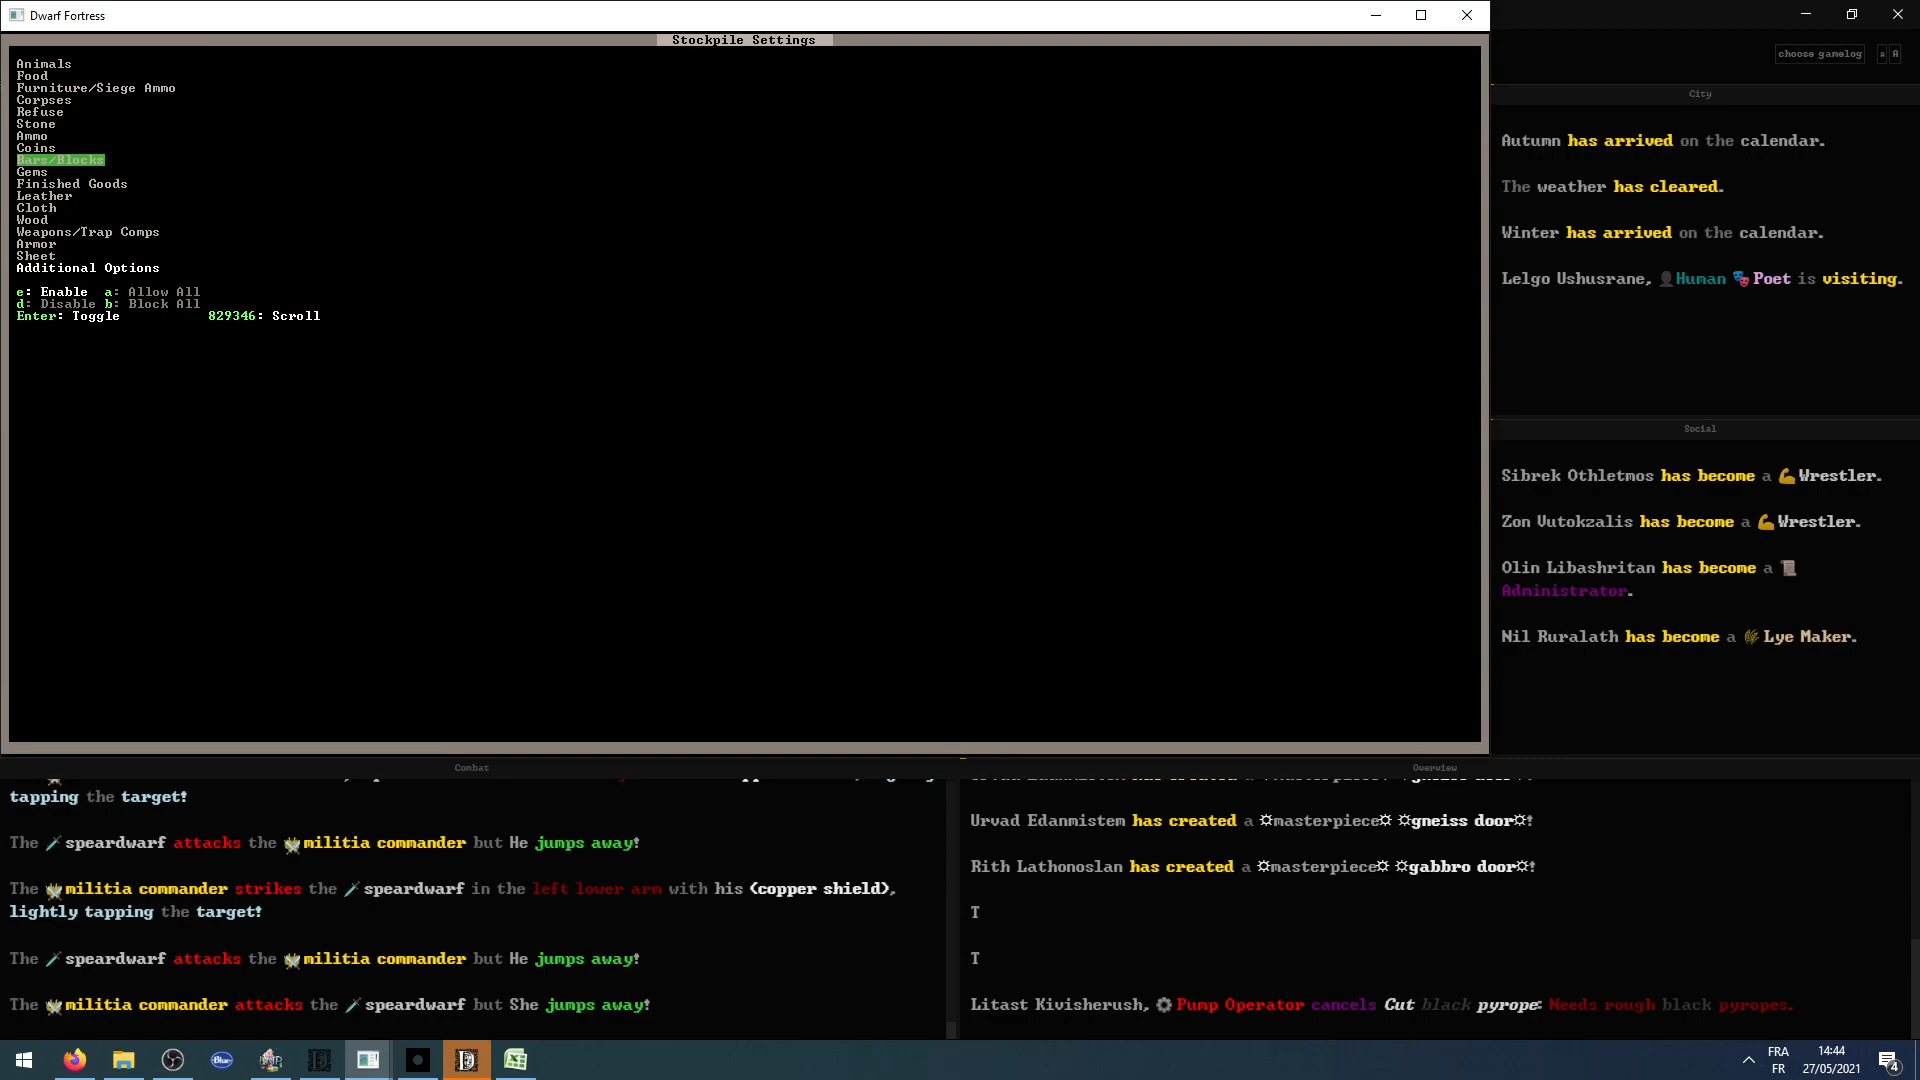 Dwarf Fortress
Stockpile Settings
Animals
Food
Furniture/Siege Ammo
Corpses
Refuse
Stone
Ammo
Coins
Bars/Blocks
Gems
Finished Goods
Leather
Cloth
Wood
Weapons/Trap Comps
Armor
Sheet
Additional Options
e: Enable a: Allow All
d: Disable b: Block All
Enter: Toggle 829346: Scroll
choose gamelog a A
City
Autumn has arrived on the calendar.
The weather has cleared.
Winter has arrived on the calendar.
Lelgo Ushusrane, Human Poet is visiting.
Social
Sibrek Othletmos has become a Wrestler.
Zon Vutokzalis has become a Wrestler.
Olin Libashritan has become a
Administrator.
Nil Ruralath has become a Lye Maker.
Combat
tapping the target!
The speardwarf attacks the militia commander but He jumps away!
The militia commander strikes the speardwarf in the left lower arm with his (copper shield),
lightly tapping the target!
The speardwarf attacks the militia commander but He jumps away!
The militia commander attacks the speardwarf but She jumps away!
Overview
Urvad Edanmistem has created a ☼masterpiece☼ ☼gneiss door☼!
Rith Lathonoslan has created a ☼masterpiece☼ ☼gabbro door☼!
T
T
Litast Kivisherush, Pump Operator cancels Cut black pyrope: Needs rough black pyropes.
Blue
FRA
FR
14:44
27/05/2021
4